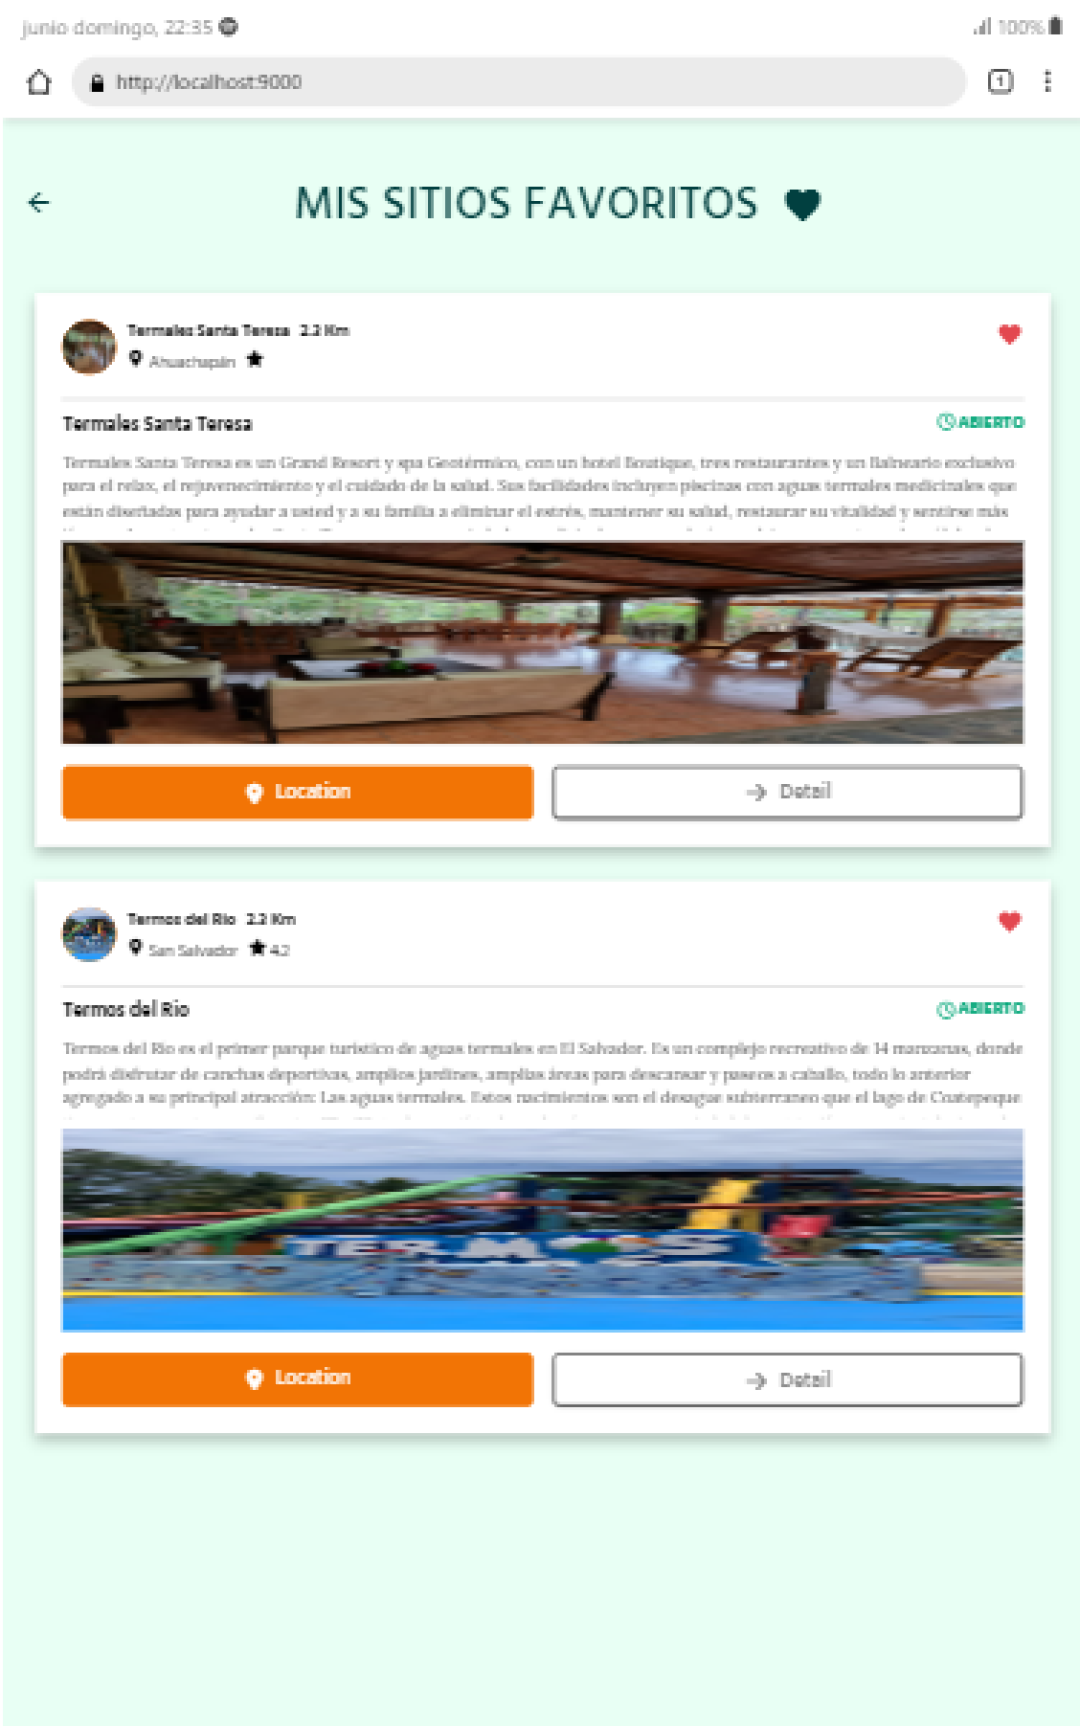 junio domingo, 22:35
100%
http://localhost:9000
1
MIS SITIOS FAVORITOS
Termales Santa Teresa 2.3 Km
Ahuachapán
Termales Santa Teresa
ABIERTO
Termales Santa Teresa es un Grand Resort y spa Geotérmico, con un hotel Boutique, tres restaurantes y un Balneario exclusivo
para el relax, el rejuvenecimiento y el cuidado de la salud. Sus facilidades incluyen piscinas con aguas termales medicinales que
están diseñadas para ayudar a usted y a su familia a eliminar el estrés, mantener su salud, restaurar su vitalidad y sentirse más
Location
Detail
Termos del Rio 2.3 Km
San Salvador 4.2
Termos del Rio
ABIERTO
Termos del Rio es el primer parque turistico de aguas termales en El Salvador. Es un complejo recreativo de 14 manzanas, donde
podrá disfrutar de canchas deportivas, amplios jardines, amplias áreas para descansar y paseos a caballo, todo lo anterior
agregado a su principal atracción: Las aguas termales. Estos nacimientos son el desague subterraneo que el lago de Coatepeque
TERMOS
Location
Detail